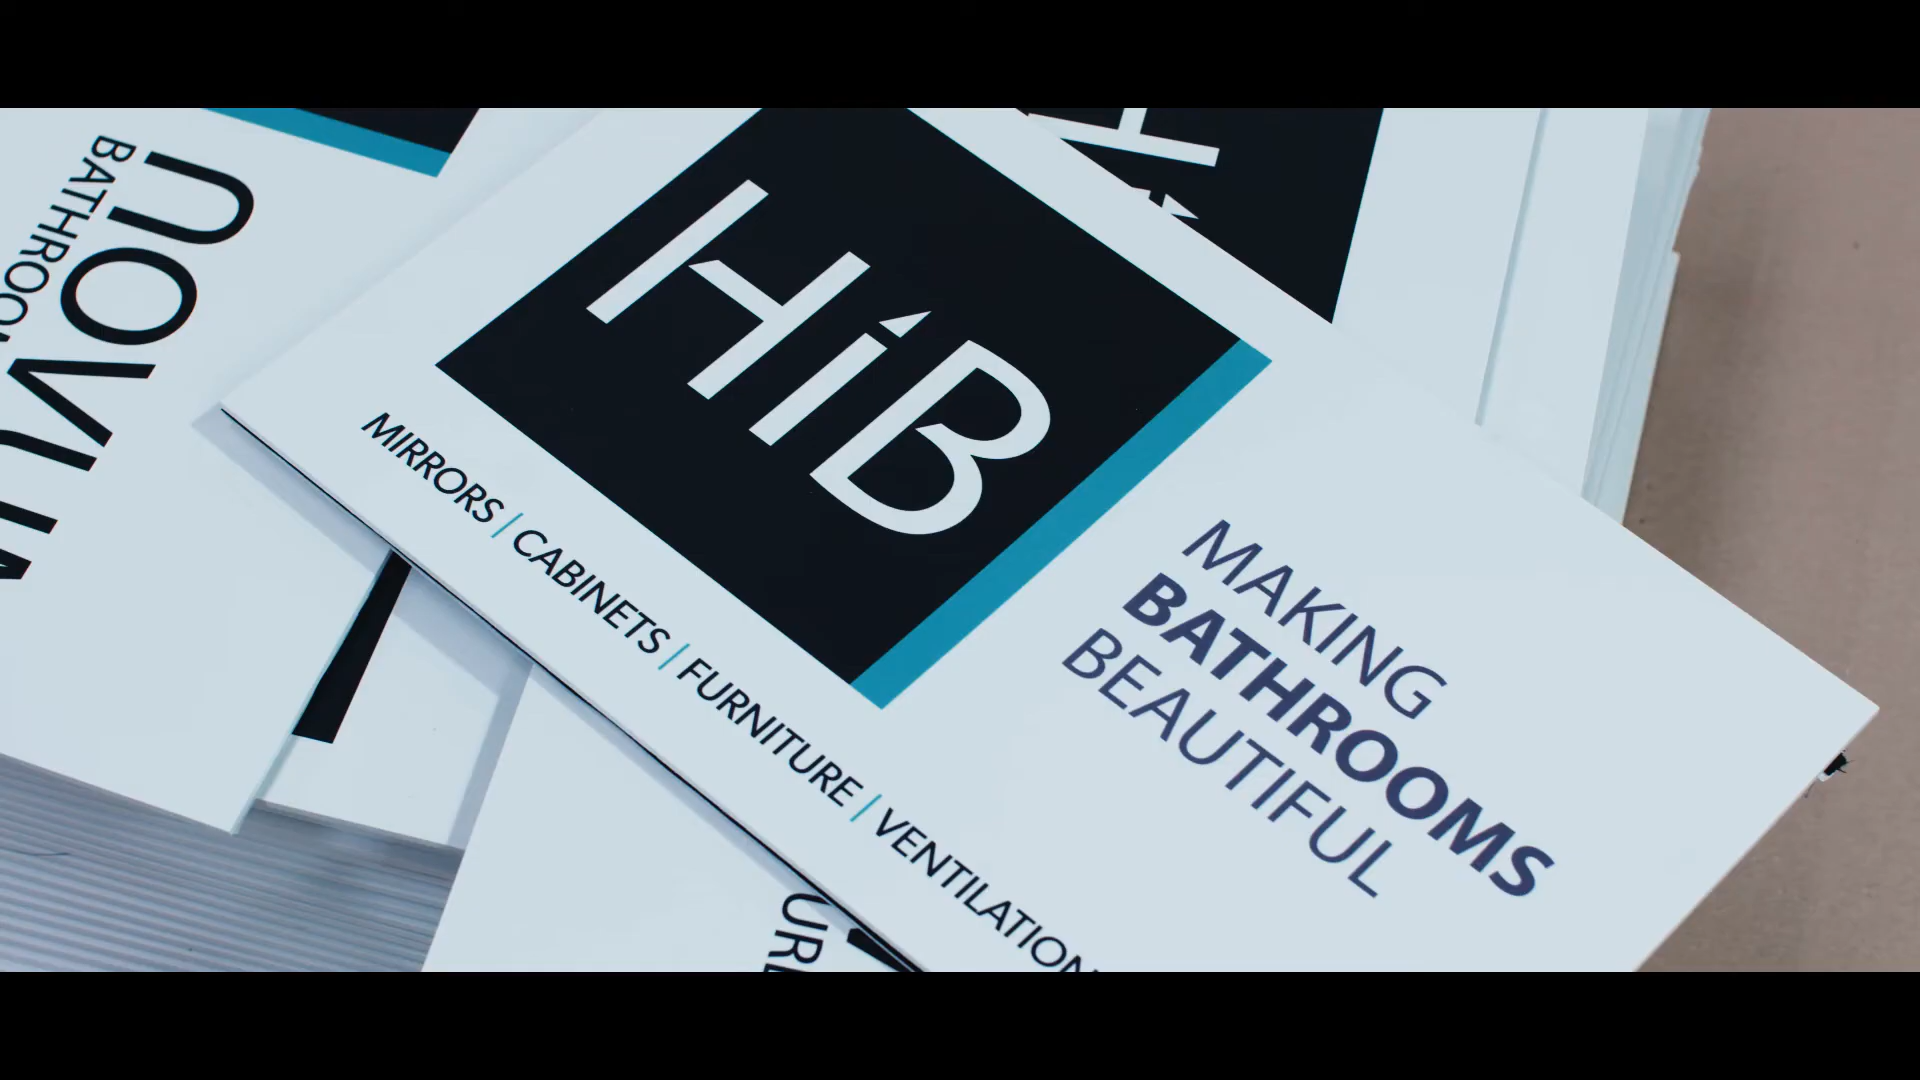 HiB
MIRRORS | CABINETS | FURNITURE | VENTILATION
MAKING
BATHROOMS
BEAUTIFUL